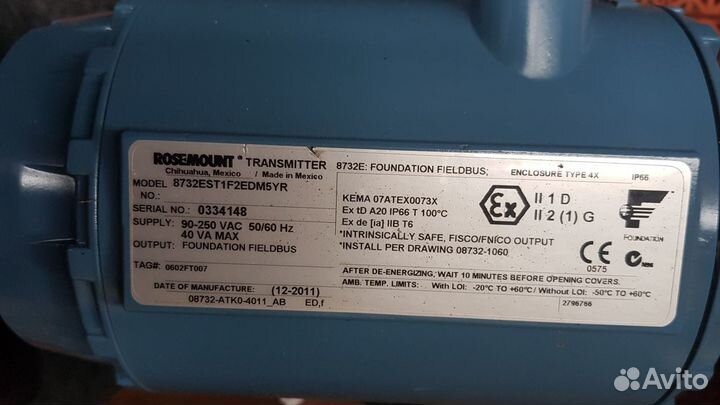 ROSEMOUNT® TRANSMITTER
Chihuahua, Mexico / Made in Mexico
MODEL NO.: 8732EST1F2EDM5YR
SERIAL NO.: 0334148
SUPPLY: 90-250 VAC 50/60 Hz
40 VA MAX
OUTPUT: FOUNDATION FIELDBUS
TAG#: 0602FT007
DATE OF MANUFACTURE: (12-2011)
08732-ATK0-4011_AB ED,f
8732E: FOUNDATION FIELDBUS; ENCLOSURE TYPE 4X IP66
KEMA 07ATEX0073X
Ex tD A20 IP66 T 100°C
Ex de [ia] IIB T6
*INTRINSICALLY SAFE, FISCO/FNICO OUTPUT
*INSTALL PER DRAWING 08732-1060
Ex
II 1 D
II 2 (1) G
F
FOUNDATION
CE
0575
N
AFTER DE-ENERGIZING, WAIT 10 MINUTES BEFORE OPENING COVERS.
AMB. TEMP. LIMITS: With LOI: -20°C TO +60°C/ Without LOI: -50°C TO +60°C
2796766
Avito